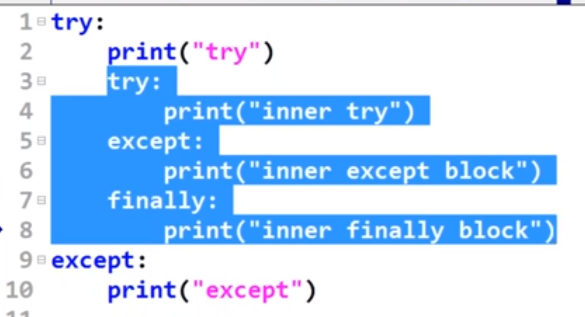 1 try:
2     print("try")
3     try:
4         print("inner try")
5     except:
6         print("inner except block")
7     finally:
8         print("inner finally block")
9 except:
10     print("except")
11